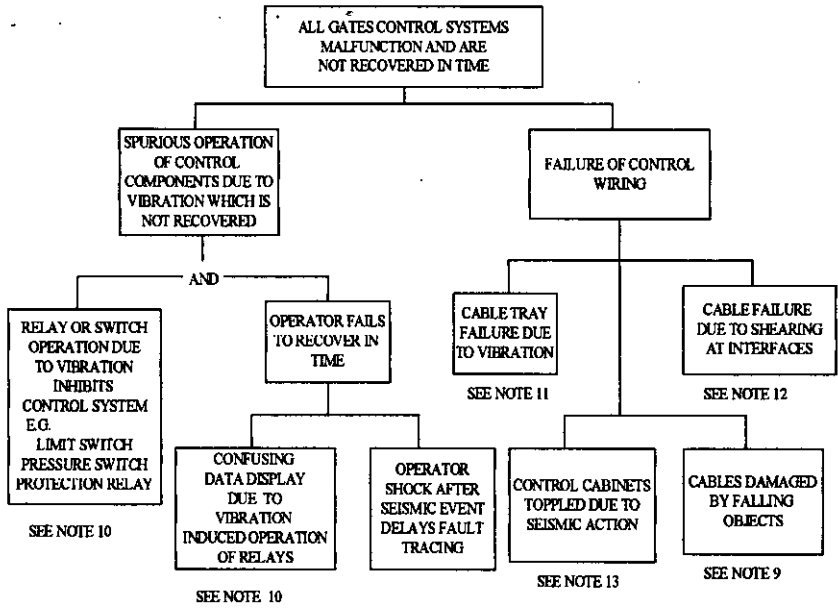 ALL GATES CONTROL SYSTEMS
MALFUNCTION AND ARE
NOT RECOVERED IN TIME
SPURIOUS OPERATION
OF CONTROL
COMPONENTS DUE TO
VIBRATION WHICH IS
NOT RECOVERED
FAILURE OF CONTROL
WIRING
AND
RELAY OR SWITCH
OPERATION DUE
TO VIBRATION
INHIBITS
CONTROL SYSTEM
E.G.
LIMIT SWITCH
PRESSURE SWITCH
PROTECTION RELAY
SEE NOTE 10
OPERATOR FAILS
TO RECOVER IN
TIME
CABLE TRAY
FAILURE DUE
TO VIBRATION
SEE NOTE 11
CABLE FAILURE
DUE TO SHEARING
AT INTERFACES
SEE NOTE 12
CONFUSING
DATA DISPLAY
DUE TO
VIBRATION
INDUCED OPERATION
OF RELAYS
SEE NOTE 10
OPERATOR
SHOCK AFTER
SEISMIC EVENT
DELAYS FAULT
TRACING
CONTROL CABINETS
TOPPLED DUE TO
SEISMIC ACTION
SEE NOTE 13
CABLES DAMAGED
BY FALLING
OBJECTS
SEE NOTE 9